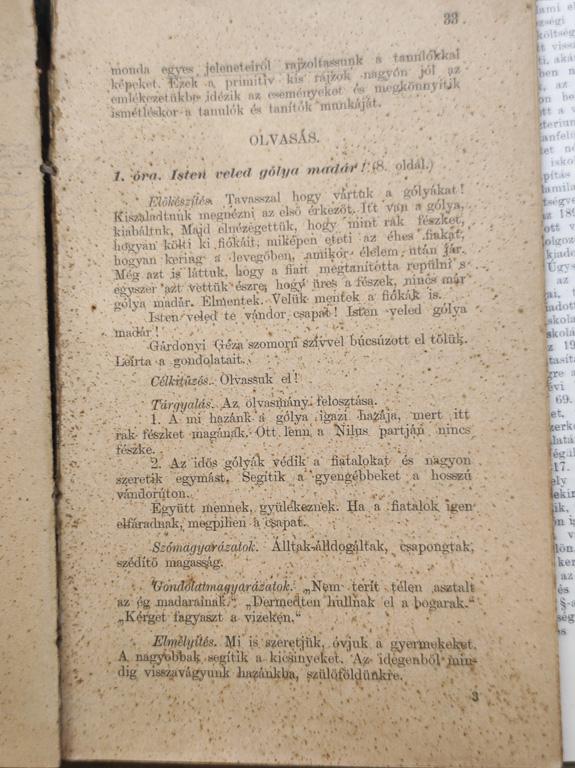 33
monda egyes jeleneteiről rajzoltassunk a tanulókkal
képeket. Ezek a primitív kis rajzok nagyon jól az
emlékezetükbe idézik az eseményeket és megkönnyítik
ismétléskor a tanulók és tanítók munkáját.
OLVASÁS.
1. óra. Isten veled gólya madár! (8. oldal.)
Előkészítés. Tavasszal hogy vártuk a gólyákat!
Kiszaladtunk megnézni az első érkezőt. Itt van a gólya,
kiabáltuk, Majd elnézegettük, hogy mint rak fészket,
hogyan költi ki fiókáit, miképen eteti az éhes fiakat,
hogyan kering a levegőben, amikor élelem után jár.
Még azt is láttuk, hogy a fiait megtanította repülni s
egyszer azt vettük észre, hogy üres a fészek, nincs már
gólya madár. Elmentek. Velük mentek a fiókák is.
Isten veled te vándor csapat! Isten veled gólya
madár!
Gárdonyi Géza szomorú szívvel búcsúzott el tőlük.
Leírta a gondolatait.
Célkitűzés. Olvassuk el!
Tárgyalás. Az olvasmány felosztása.
1. A mi hazánk a gólya igazi hazája, mert itt
rak fészket magának. Ott lenn a Nilus partján nincs
fészke.
2. Az idős gólyák védik a fiatalokat és nagyon
szeretik egymást. Segítik a gyengébbeket a hosszú
vándorúton.
Együtt mennek, gyülekeznek. Ha a fiatalok igen
elfáradnak, megpihen a csapat.
Szómagyarázatok. Álltak-álldogáltak, csapongtak,
szédítő magasság.
Gondolatmagyarázatok. „Nem terít télen asztalt
az ég madarainak.“ „Dermedten hullnak el a bogarak.“
„Kérget fagyaszt a vizeken.“
Elmélyítés. Mi is szeretjük, óvjuk a gyermekeket.
A nagyobbak segítik a kicsinyeket. Az idegenből min-
dig visszavágyunk hazánkba, szülőföldünkre.
3